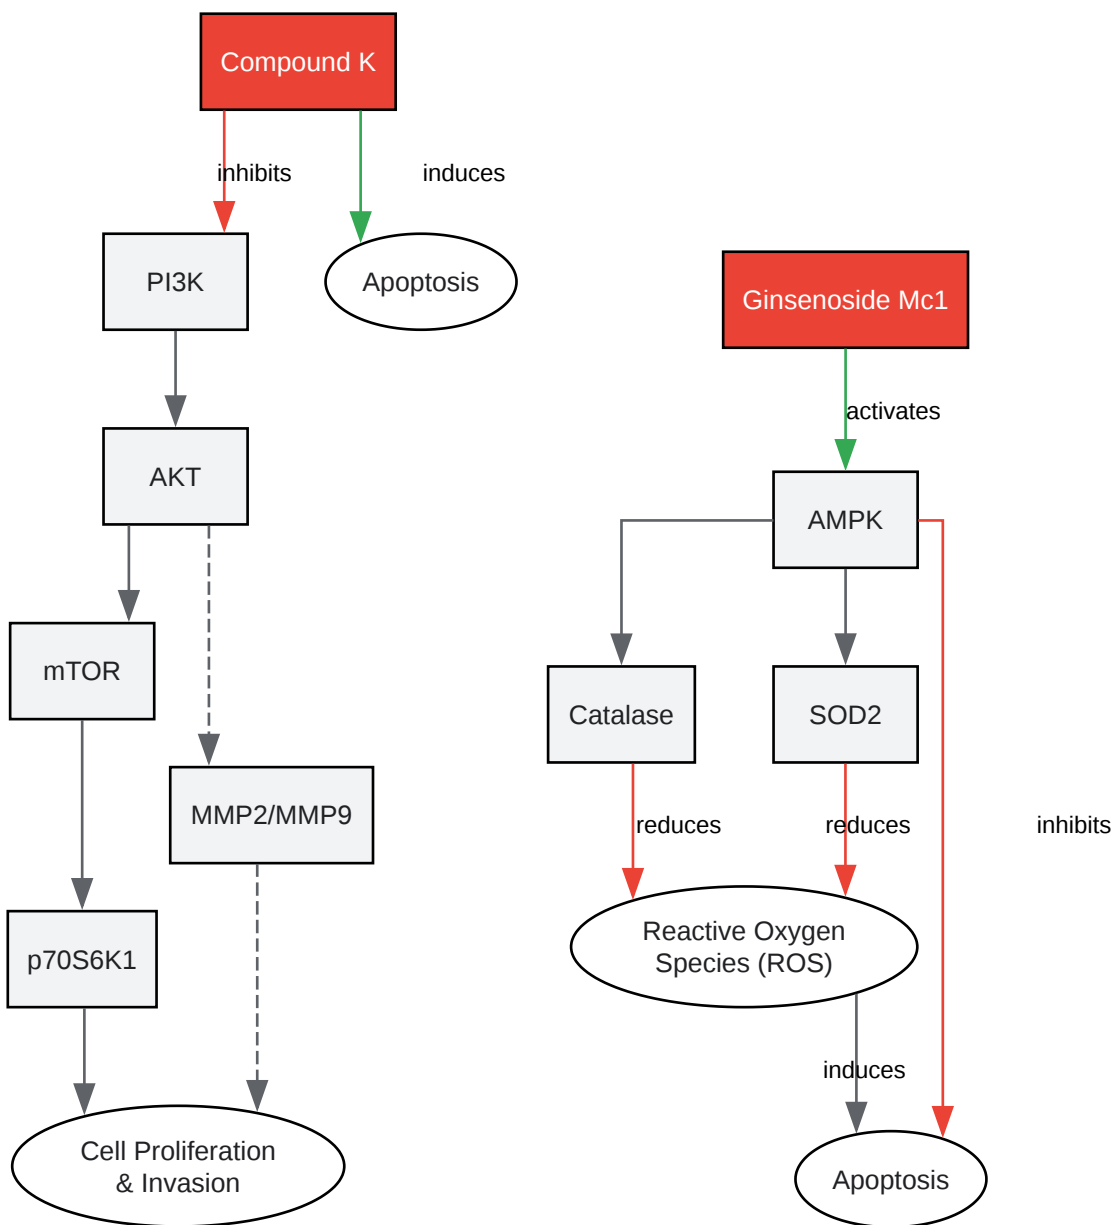 Compound K
inhibits
induces
PI3K
Apoptosis
AKT
mTOR
MMP2/MMP9
p70S6K1
Cell Proliferation
& Invasion
Ginsenoside Mc1
activates
AMPK
Catalase
SOD2
reduces
reduces
inhibits
Reactive Oxygen
Species (ROS)
induces
Apoptosis